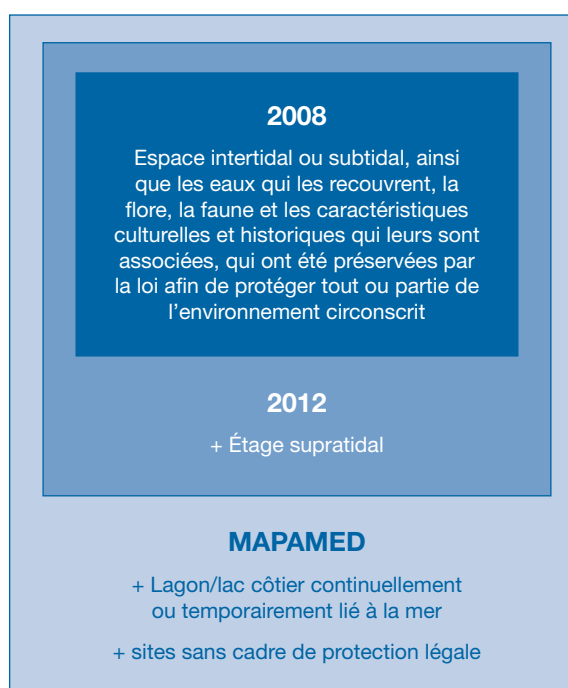 2008
Espace intertidal ou subtidal, ainsi
que les eaux qui les recouvrent, la
flore, la faune et les caractéristiques
culturelles et historiques qui leurs sont
associées, qui ont été préservées par
la loi afin de protéger tout ou partie de
l’environnement circonscrit
2012
+ Étage supratidal
MAPAMED
+ Lagon/lac côtier continuellement
ou temporairement lié à la mer
+ sites sans cadre de protection légale